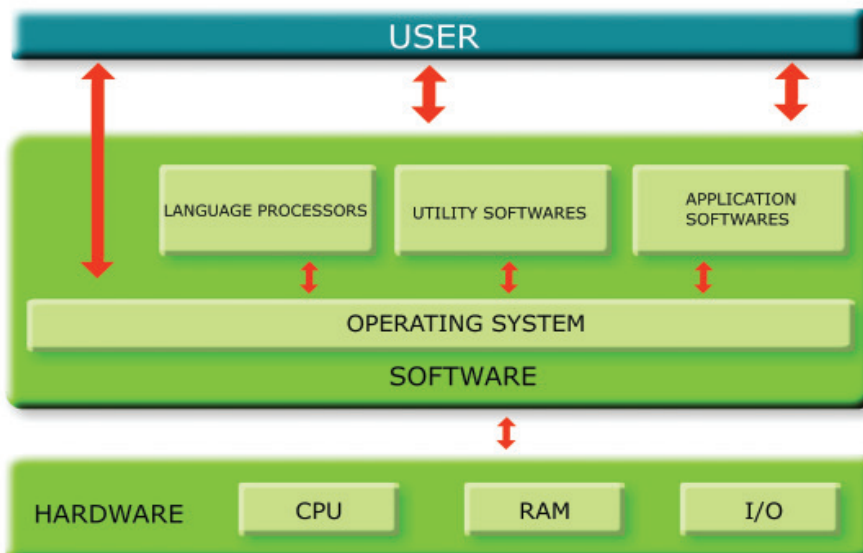 USER
LANGUAGE PROCESSORS
UTILITY SOFTWARES
APPLICATION
SOFTWARES
OPERATING SYSTEM
SOFTWARE
HARDWARE
CPU
RAM
I/O